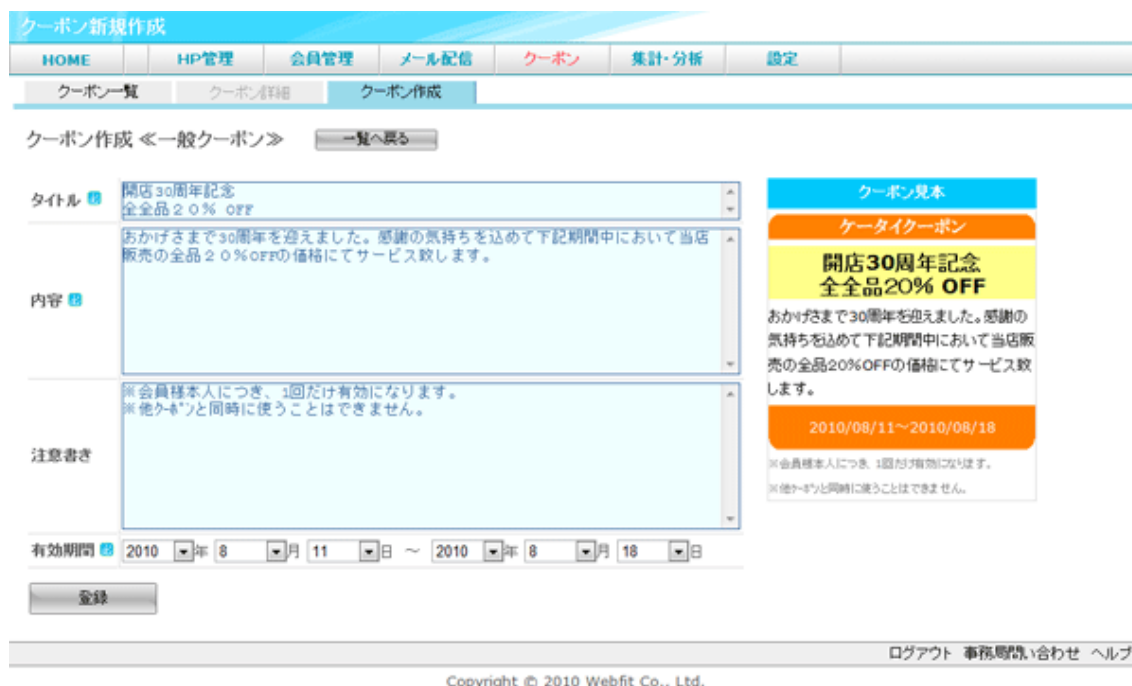 クーポン新規作成
HOME HP管理 会員管理 メール配信 クーポン 集計・分析 設定
クーポン一覧 クーポン詳細 クーポン作成
クーポン作成 ≪一般クーポン≫ 一覧へ戻る
タイトル
開店30周年記念
全全品20% OFF
内容
おかげさまで30周年を迎えました。感謝の気持ちを込めて下記期間中において当店
販売の全品20%OFFの価格にてサービス致します。
注意書き
※会員様本人につき、1回だけ有効になります。
※他ｸｰﾎﾟﾝと同時に使うことはできません。
有効期間 2010 年 8 月 11 日 ～ 2010 年 8 月 18 日
登録
クーポン見本
ケータイクーポン
開店30周年記念
全全品20% OFF
おかげさまで30周年を迎えました。感謝の
気持ちを込めて下記期間中において当店販
売の全品20%OFFの価格にてサービス致
します。
2010/08/11～2010/08/18
※会員様本人につき、1回だけ有効になります。
※他ｸｰﾎﾟﾝと同時に使うことはできません。
ログアウト 事務局問い合わせ ヘルプ
Copyright © 2010 Webfit Co., Ltd.